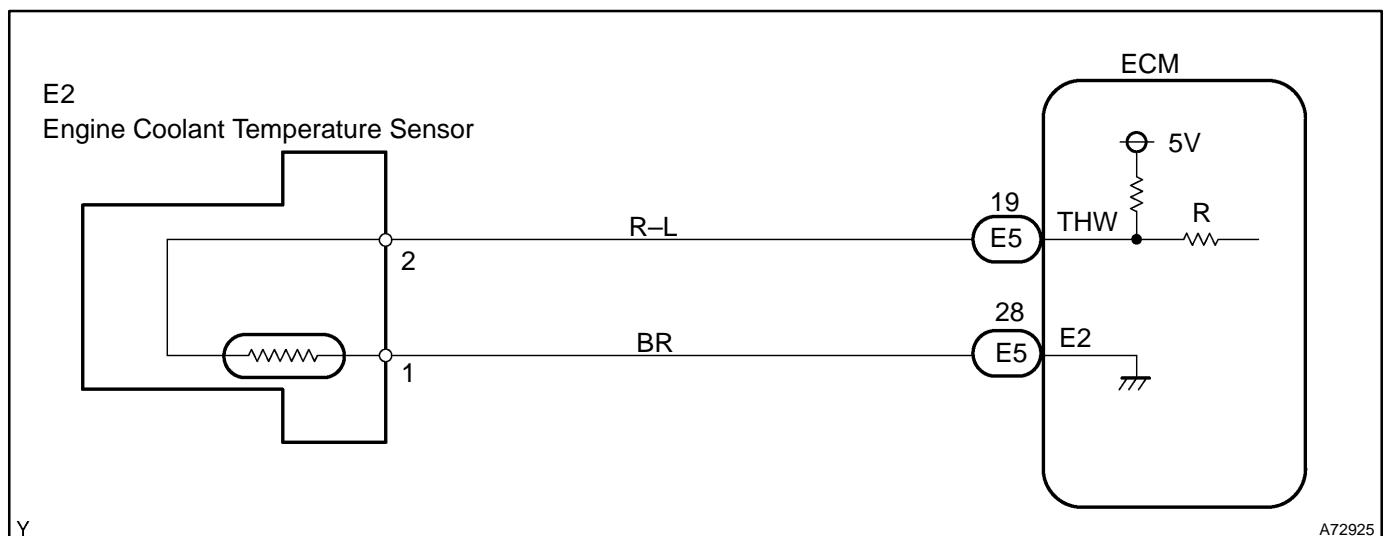 ECM
E2
Engine Coolant Temperature Sensor
5V
19
R–L
E5
THW
R
2
28
BR
E5
E2
1
Y
A72925